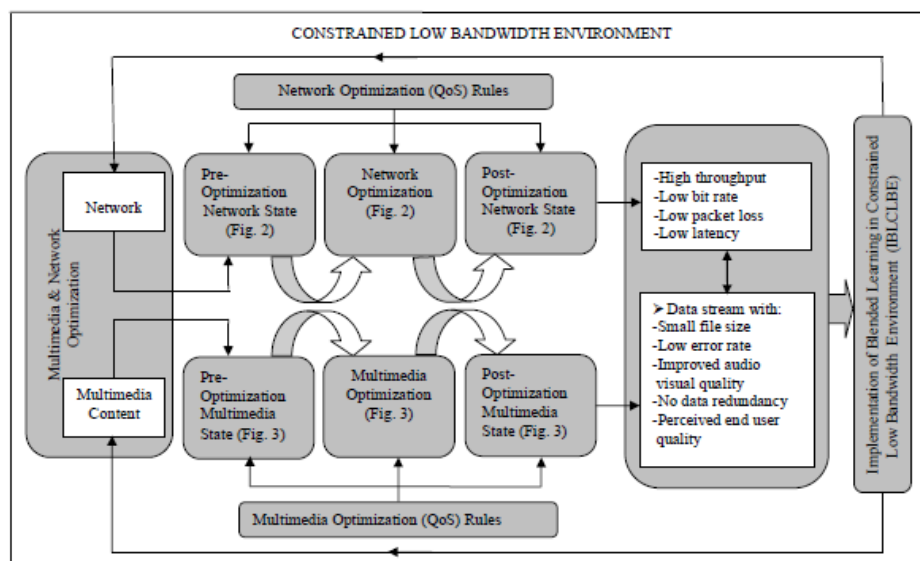 CONSTRAINED LOW BANDWIDTH ENVIRONMENT
Network Optimization (QoS) Rules
Multimedia & Network
Optimization
Network
Multimedia
Content
Pre-
Optimization
Network State
(Fig. 2)
Network
Optimization
(Fig. 2)
Post-
Optimization
Network State
(Fig. 2)
Pre-
Optimization
Multimedia
State (Fig. 3)
Multimedia
Optimization
(Fig. 3)
Post-
Optimization
Multimedia
State (Fig. 3)
Multimedia Optimization (QoS) Rules
-High throughput
-Low bit rate
-Low packet loss
-Low latency
➤ Data stream with:
-Small file size
-Low error rate
-Improved audio
visual quality
-No data redundancy
-Perceived end user
quality
Implementation of Blended Learning in Constrained
Low Bandwidth Environment (IBLCLBE)